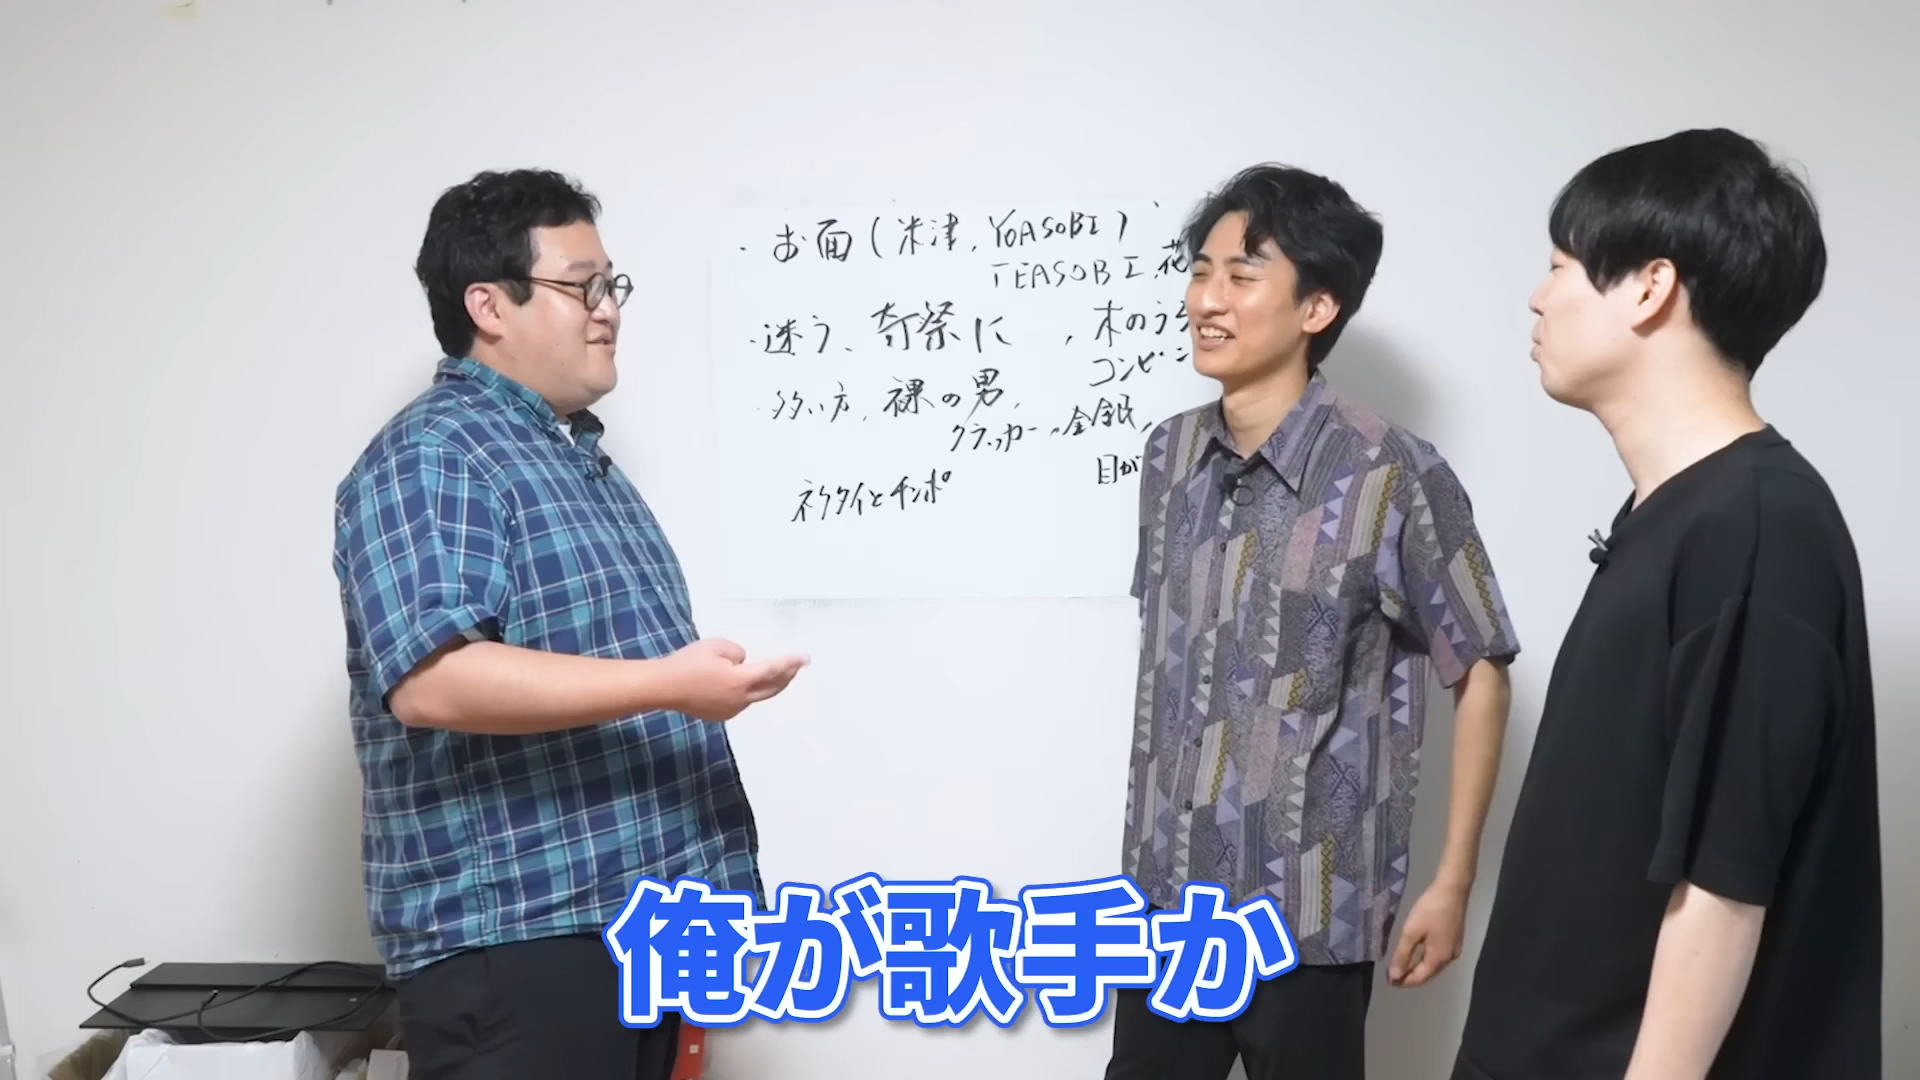 ・お面(米津,YOASOBI)
TEASOBI 花
・迷う、奇祭に
,木のうら
コンビニ
・多い方,裸の男,
クラッカー,金銀,
目が
ネクタイとチンポ
俺が歌手か